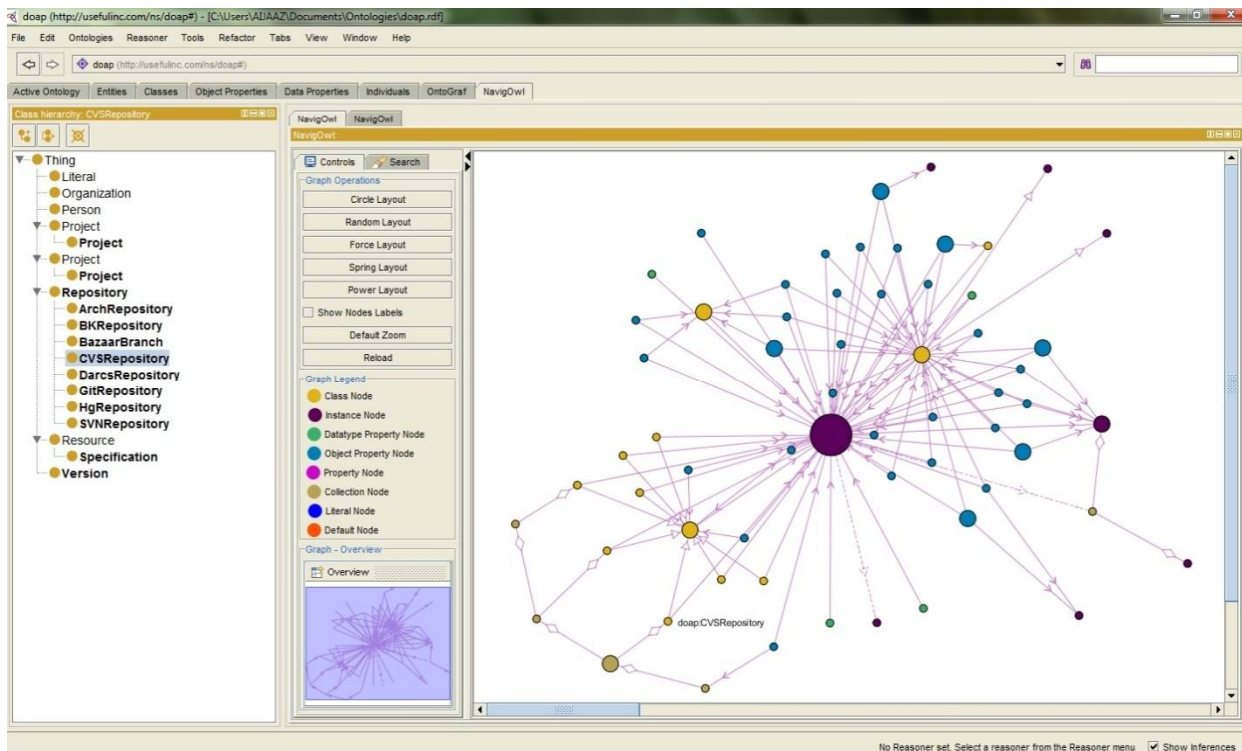 doap (http://usefulinc.com/ns/doap#) - [C:\Users\AIJAAZ\Documents\Ontologies\doap.rdf]
File Edit Ontologies Reasoner Tools Refactor Tabs View Window Help
doap (http://usefulinc.com/ns/doap#)
Active Ontology Entities Classes Object Properties Data Properties Individuals OntoGraf NavigOwl
Class hierarchy: CVSRepository
Thing
Literal
Organization
Person
Project
Project
Project
Project
Repository
ArchRepository
BKRepository
BazaarBranch
CVSRepository
DarcsRepository
GitRepository
HgRepository
SVNRepository
Resource
Specification
Version
NavigOwl NavigOwl
NavigOwl:
Controls Search
Graph Operations
Circle Layout
Random Layout
Force Layout
Spring Layout
Power Layout
Show Nodes Labels
Default Zoom
Reload
Graph Legend
Class Node
Instance Node
Datatype Property Node
Object Property Node
Property Node
Collection Node
Literal Node
Default Node
Graph - Overview
Overview
doap:CVSRepository
No Reasoner set. Select a reasoner from the Reasoner menu Show Inferences